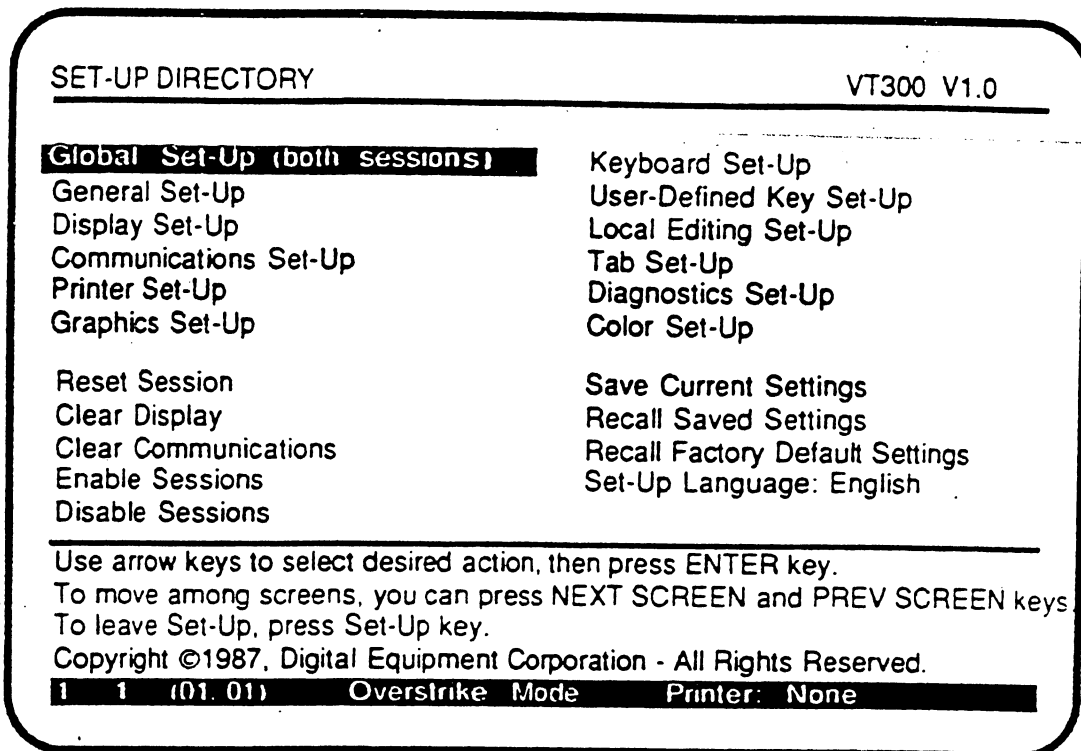 SET-UP DIRECTORY VT300 V1.0
Global Set-Up (both sessions) Keyboard Set-Up
General Set-Up User-Defined Key Set-Up
Display Set-Up Local Editing Set-Up
Communications Set-Up Tab Set-Up
Printer Set-Up Diagnostics Set-Up
Graphics Set-Up Color Set-Up
Reset Session Save Current Settings
Clear Display Recall Saved Settings
Clear Communications Recall Factory Default Settings
Enable Sessions Set-Up Language: English
Disable Sessions
Use arrow keys to select desired action, then press ENTER key.
To move among screens, you can press NEXT SCREEN and PREV SCREEN keys.
To leave Set-Up, press Set-Up key.
Copyright ©1987, Digital Equipment Corporation - All Rights Reserved.
1 1 (01.01) Overstrike Mode Printer: None